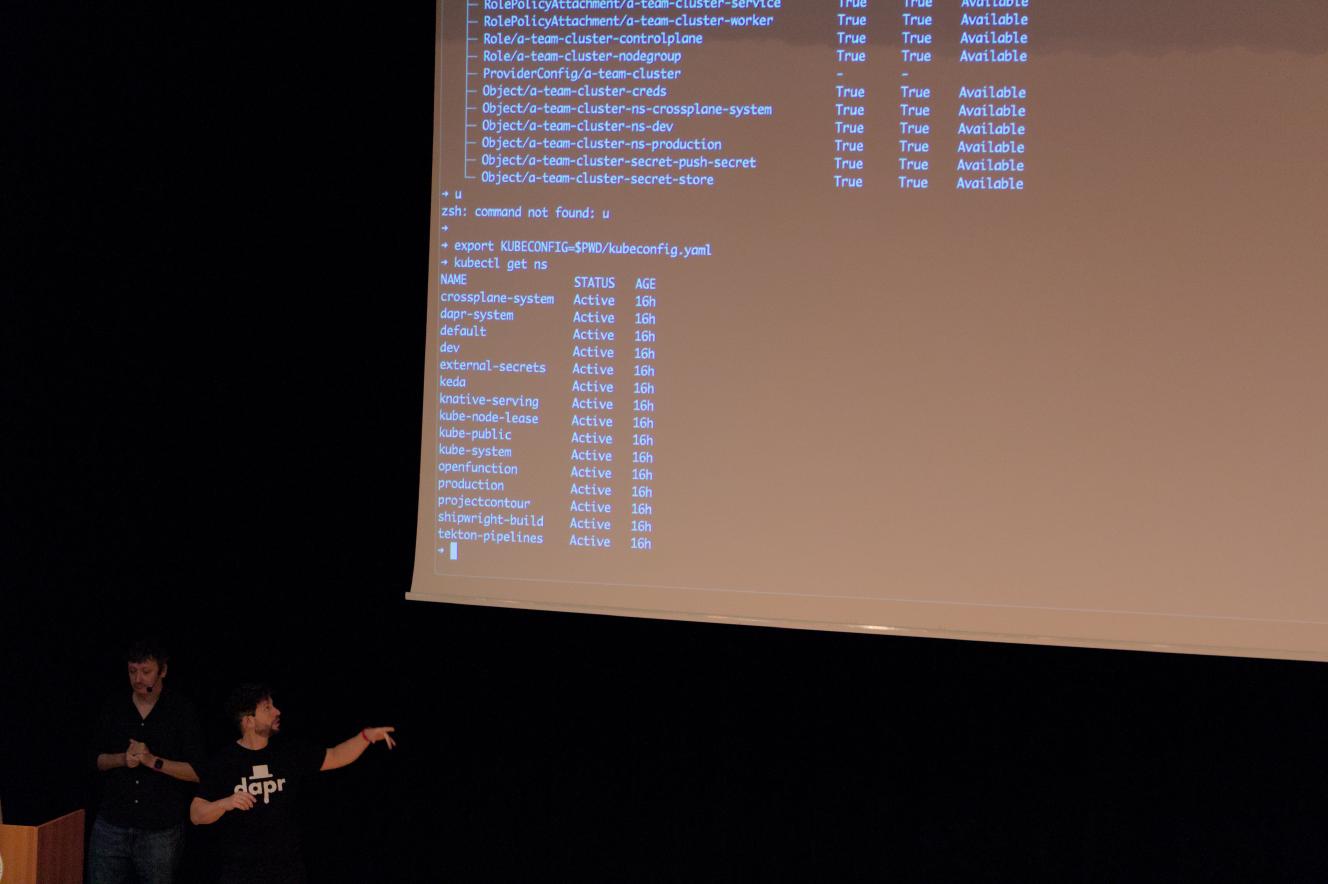 RolePolicyAttachment/a-team-cluster-service True True Available
RolePolicyAttachment/a-team-cluster-worker True True Available
Role/a-team-cluster-controlplane True True Available
Role/a-team-cluster-nodegroup True True Available
ProviderConfig/a-team-cluster - -
Object/a-team-cluster-creds True True Available
Object/a-team-cluster-ns-crossplane-system True True Available
Object/a-team-cluster-ns-dev True True Available
Object/a-team-cluster-ns-production True True Available
Object/a-team-cluster-secret-push-secret True True Available
Object/a-team-cluster-secret-store True True Available
→ u
zsh: command not found: u
→
→ export KUBECONFIG=$PWD/kubeconfig.yaml
→ kubectl get ns
NAME STATUS AGE
crossplane-system Active 16h
dapr-system Active 16h
default Active 16h
dev Active 16h
external-secrets Active 16h
keda Active 16h
knative-serving Active 16h
kube-node-lease Active 16h
kube-public Active 16h
kube-system Active 16h
openfunction Active 16h
production Active 16h
projectcontour Active 16h
shipwright-build Active 16h
tekton-pipelines Active 16h
→
dapr